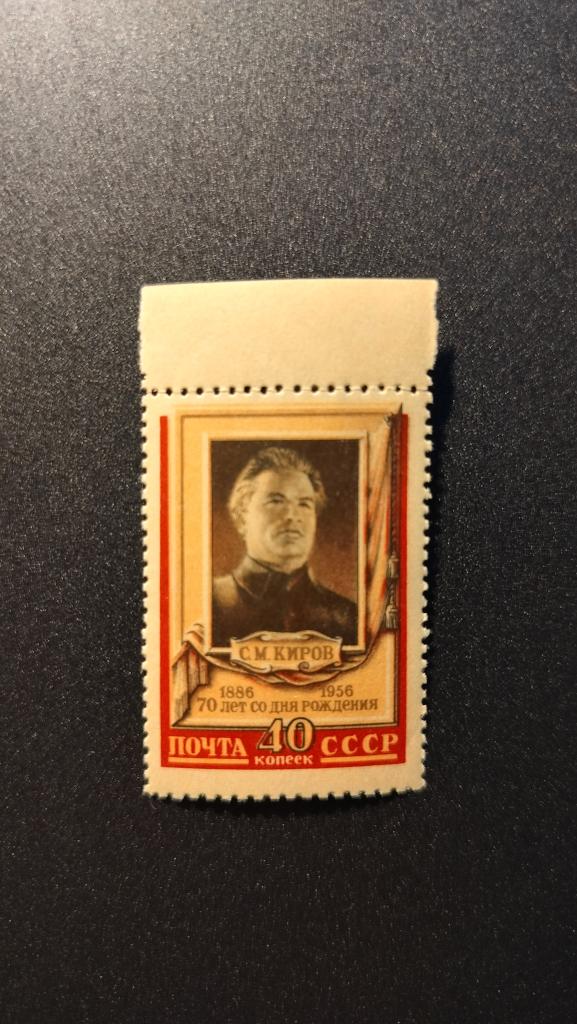 С.М.КИРОВ
1886 1956
70 ЛЕТ СО ДНЯ РОЖДЕНИЯ
ПОЧТА 40 СССР
копеек